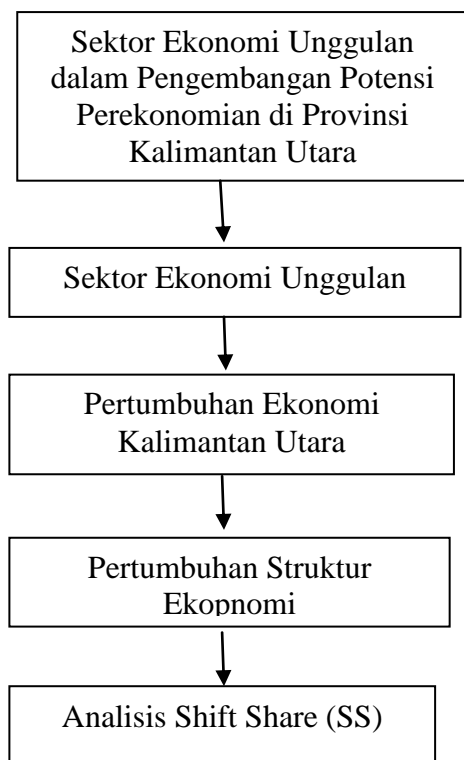 Sektor Ekonomi Unggulan
dalam Pengembangan Potensi
Perekonomian di Provinsi
Kalimantan Utara
Sektor Ekonomi Unggulan
Pertumbuhan Ekonomi
Kalimantan Utara
Pertumbuhan Struktur
Ekopnomi
Analisis Shift Share (SS)